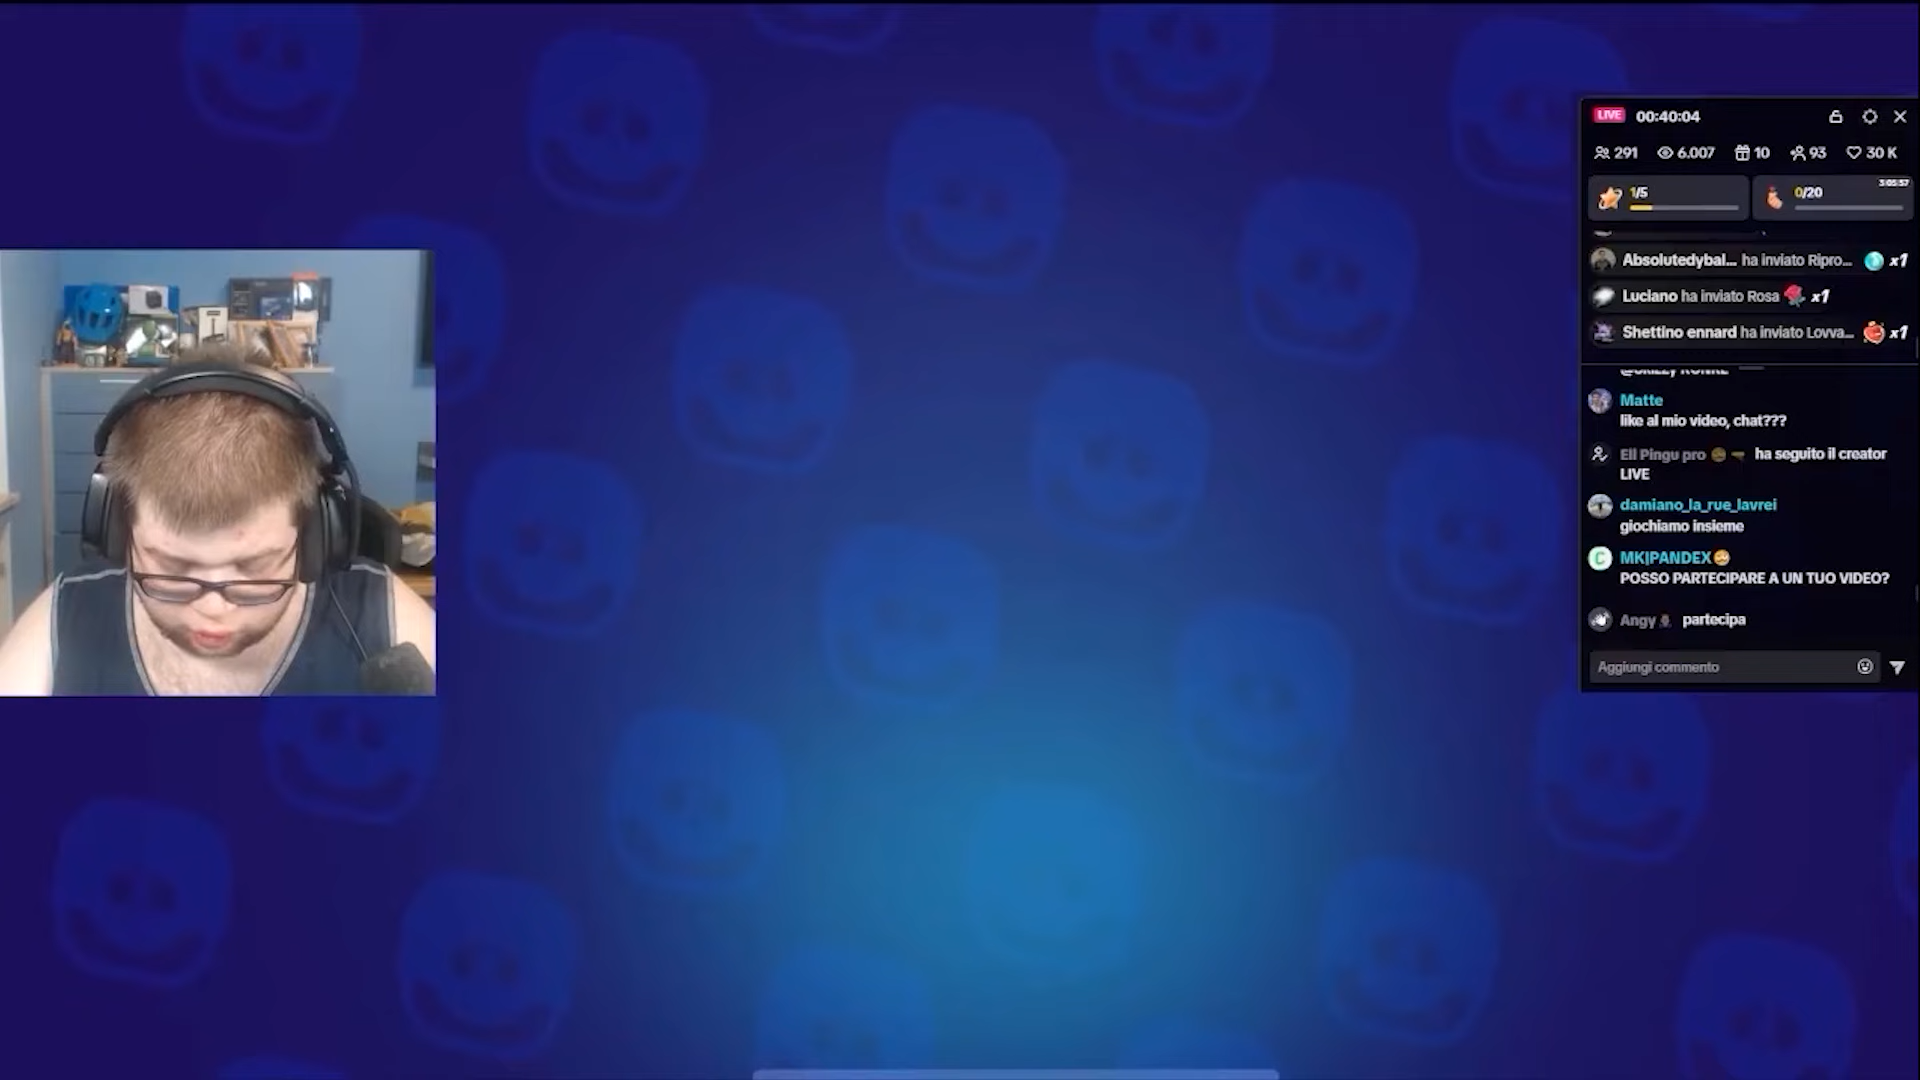 LIVE 00:40:04
291 6.007 10 93 30 K
1/5 0/20 3:05:57
Absolutedybal... ha inviato Ripro... x1
Luciano ha inviato Rosa x1
Shettino ennard ha inviato Lovva... x1
Matte
like al mio video, chat???
Ell Pingu pro ha seguito il creator
LIVE
damiano_la_rue_lavrei
giochiamo insieme
MK|PANDEX
POSSO PARTECIPARE A UN TUO VIDEO?
Angy partecipa
Aggiungi commento